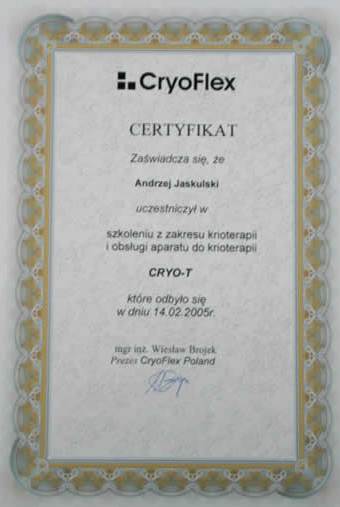 CryoFlex
CERTYFIKAT
Zaświadcza się, że
Andrzej Jaskulski
uczestniczył w
szkoleniu z zakresu krioterapii
i obsługi aparatu do krioterapii
CRYO-T
które odbyło się
w dniu 14.02.2005r.
mgr inż. Wiesław Brojek
Prezes CryoFlex Poland